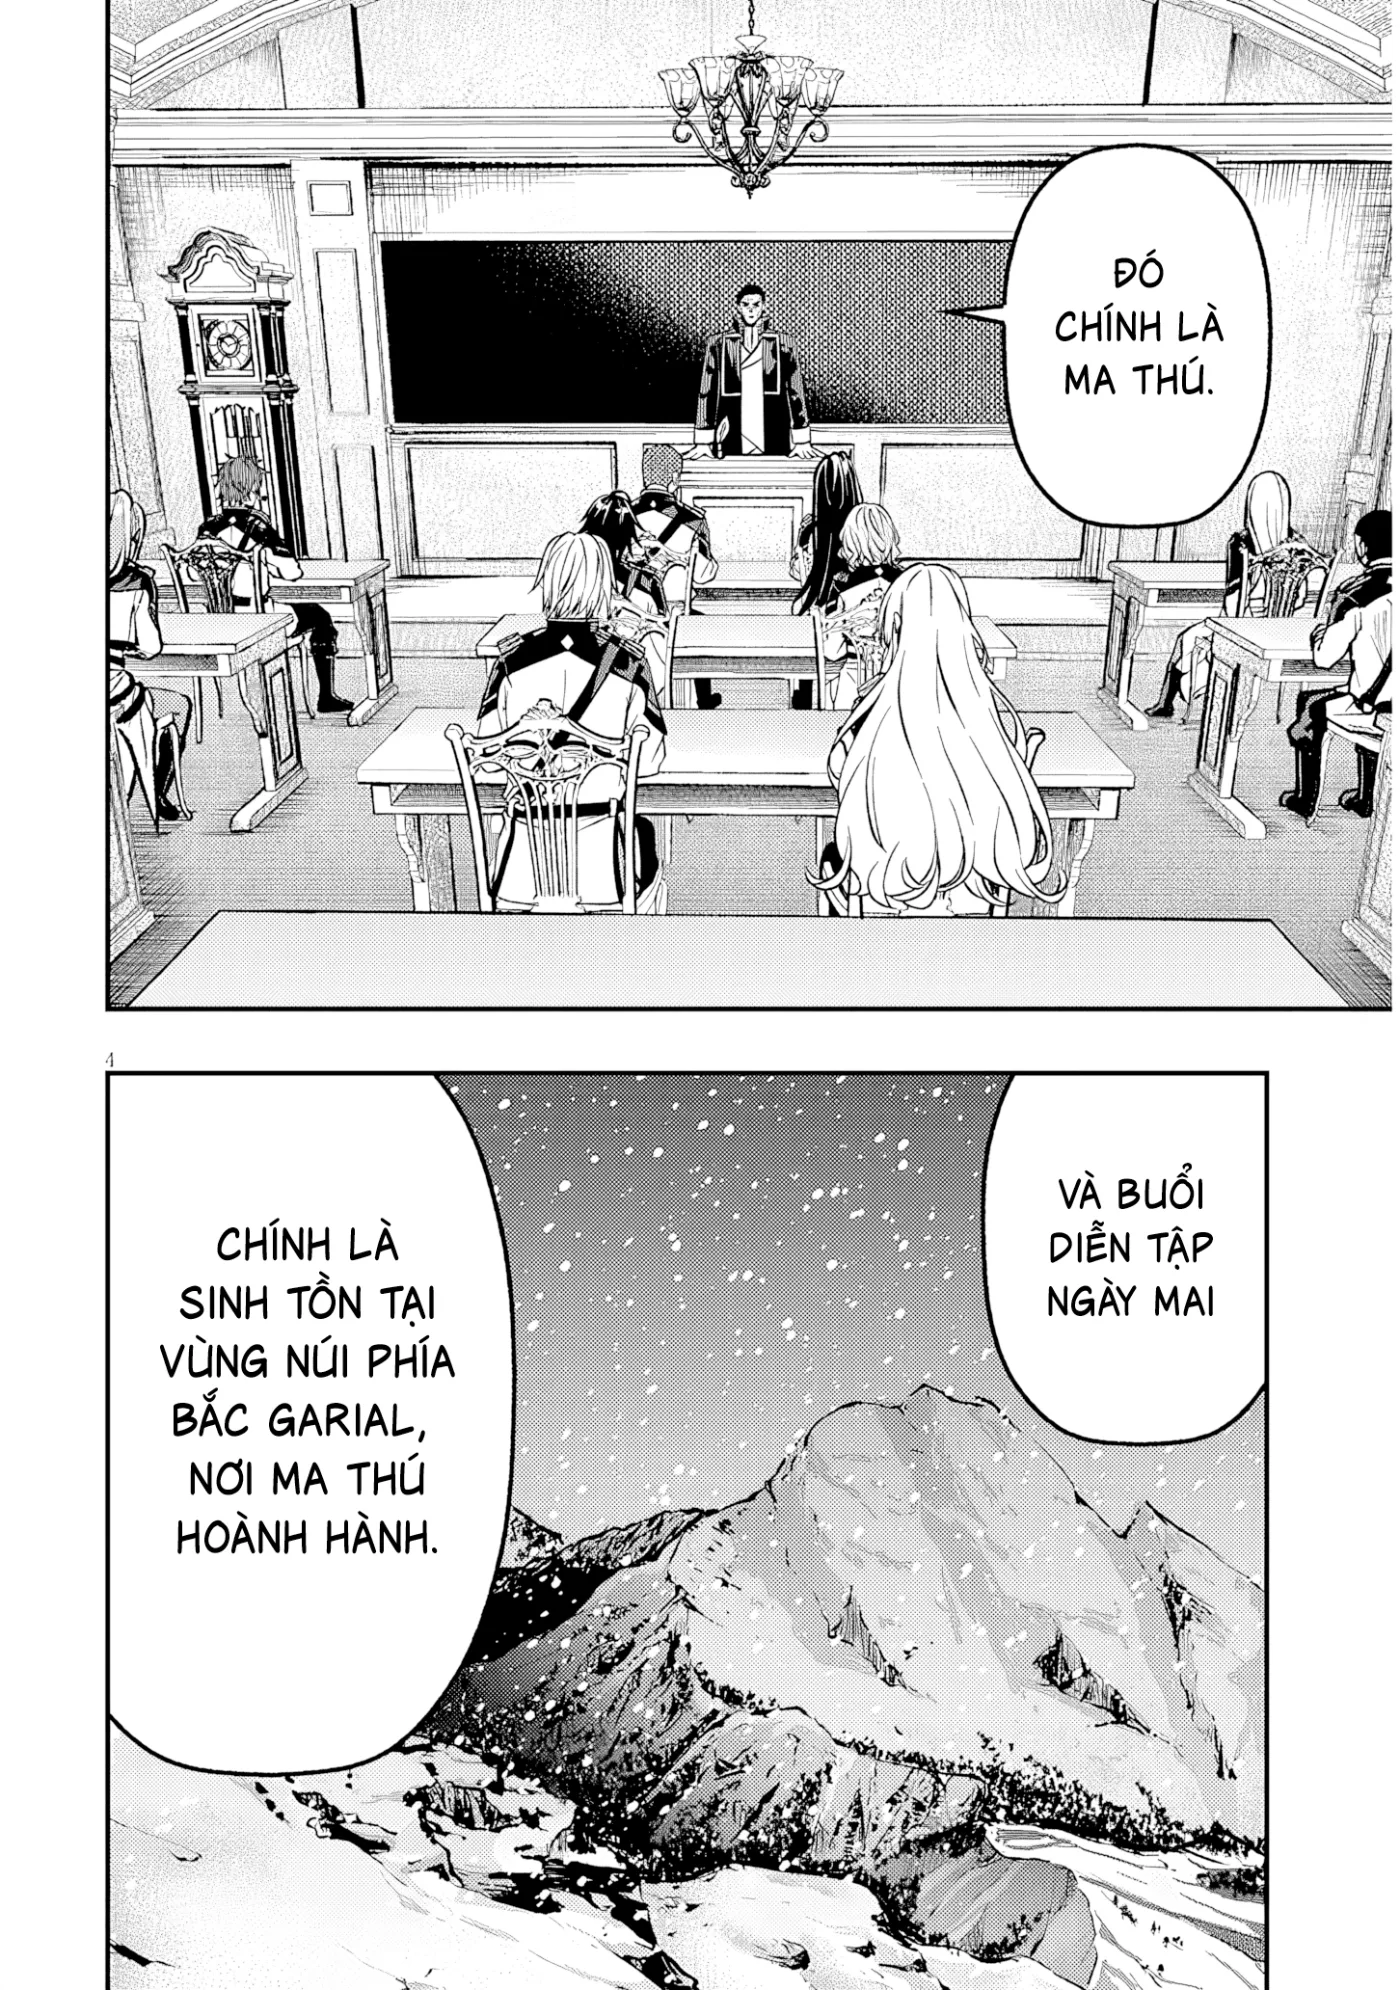 ĐÓ
CHÍNH LÀ
MA THÚ.
4
VÀ BUỔI
DIỄN TẬP
NGÀY MAI
CHÍNH LÀ
SINH TỒN TẠI
VÙNG NÚI PHÍA
BẮC GARIAL,
NƠI MA THÚ
HOÀNH HÀNH.